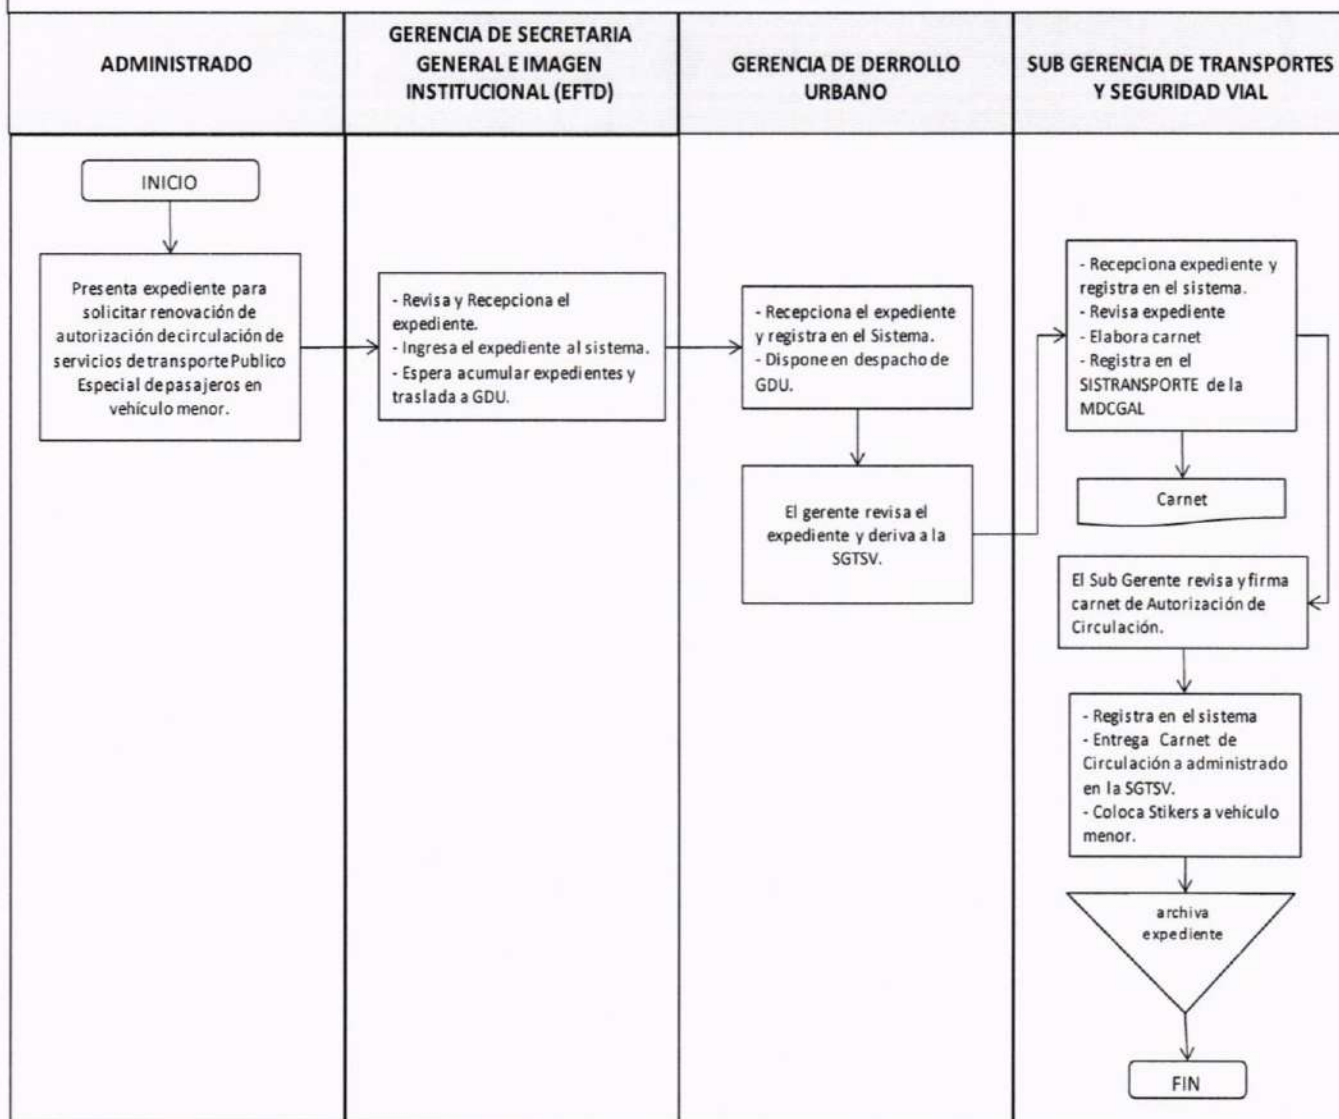 ADMINISTRADO
GERENCIA DE SECRETARIA
GENERAL E IMAGEN
INSTITUCIONAL (EFTD)
GERENCIA DE DERROLLO
URBANO
SUB GERENCIA DE TRANSPORTES
Y SEGURIDAD VIAL
INICIO
Presenta expediente para
solicitar renovación de
autorización de circulación de
servicios de transporte Publico
Especial de pasajeros en
vehículo menor.
- Revisa y Recepciona el
expediente.
- Ingresa el expediente al sistema.
- Espera acumular expedientes y
traslada a GDU.
- Recepciona el expediente
y registra en el Sistema.
- Dispone en despacho de
GDU.
El gerente revisa el
expediente y deriva a la
SGTSV.
- Recepciona expediente y
registra en el sistema.
- Revisa expediente
- Elabora carnet
- Registra en el
SISTRANSPORTE de la
MDCGAL
Carnet
El Sub Gerente revisa y firma
carnet de Autorización de
Circulación.
- Registra en el sistema
- Entrega Carnet de
Circulación a administrado
en la SGTSV.
- Coloca Stikers a vehículo
menor.
archiva
expediente
FIN